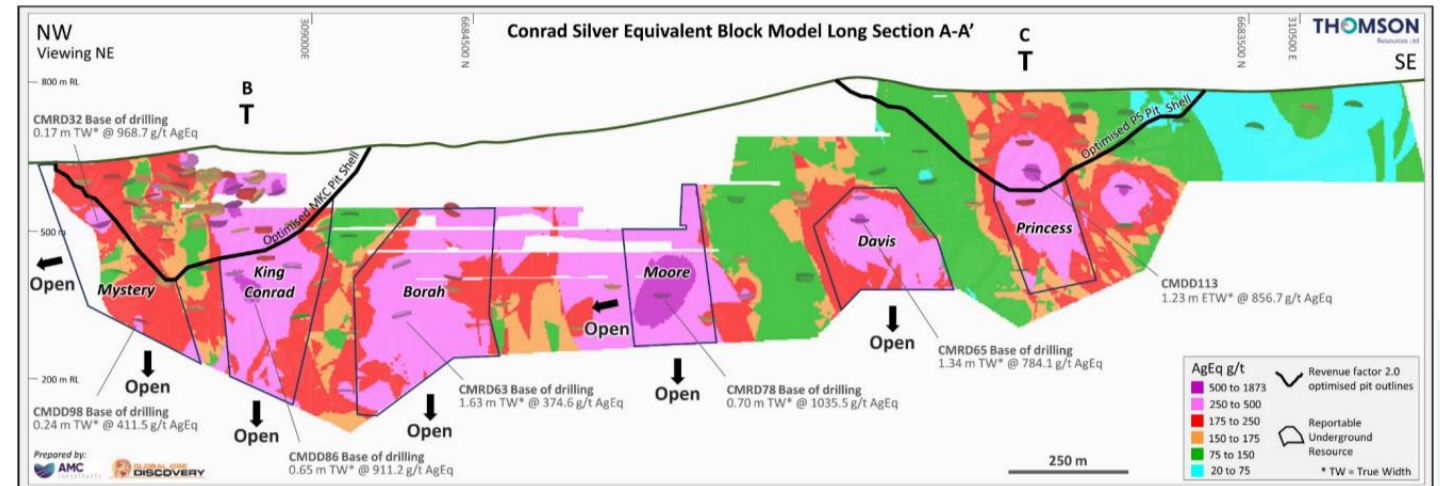 NW
Viewing NE
Conrad Silver Equivalent Block Model Long Section A-A’
THOMSON
Resources Ltd
SE
309000E
6684500 N
6683500 N
310500 E
B
T
C
T
800 m RL
500 m
200 m RL
CMRD32 Base of drilling
0.17 m TW* @ 968.7 g/t AgEq
Optimised MKC Pit Shell
Optimised PS Pit Shell
Open
Mystery
King
Conrad
Borah
Moore
Davis
Princess
Open
Open
Open
Open
Open
Open
CMDD113
1.23 m ETW* @ 856.7 g/t AgEq
CMRD65 Base of drilling
1.34 m TW* @ 784.1 g/t AgEq
CMRD63 Base of drilling
1.63 m TW* @ 374.6 g/t AgEq
CMRD78 Base of drilling
0.70 m TW* @ 1035.5 g/t AgEq
CMDD98 Base of drilling
0.24 m TW* @ 411.5 g/t AgEq
CMDD86 Base of drilling
0.65 m TW* @ 911.2 g/t AgEq
AgEq g/t
500 to 1873
250 to 500
175 to 250
150 to 175
75 to 150
20 to 75
Revenue factor 2.0
optimised pit outlines
Reportable
Underground
Resource
* TW = True Width
250 m
Prepared by:
AMC
CONSULTANTS
GLOBAL ORE
DISCOVERY